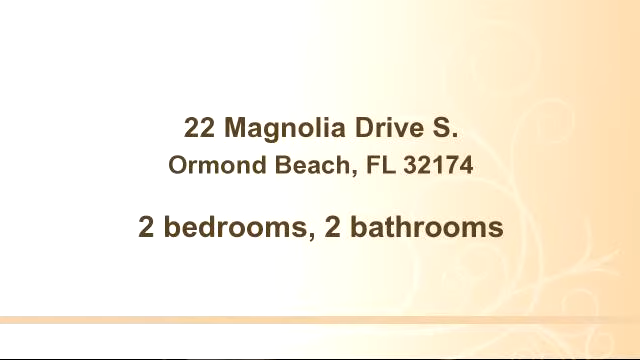 22 Magnolia Drive S.
Ormond Beach, FL 32174
2 bedrooms, 2 bathrooms